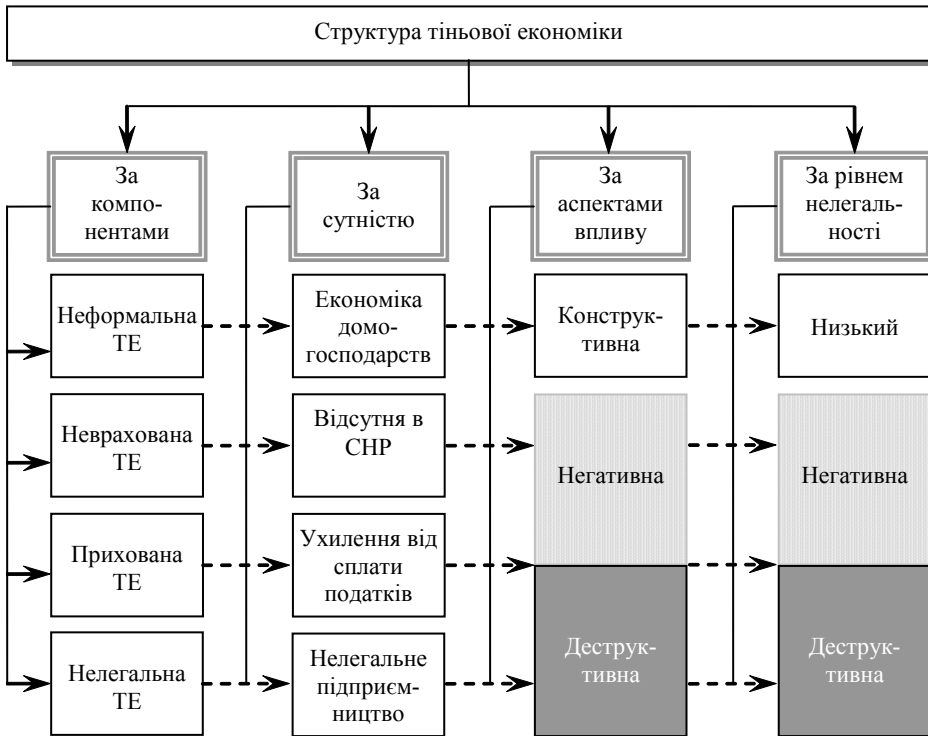 Структура тіньової економіки
За
компо-
нентами
За
сутністю
За
аспектами
впливу
За рівнем
нелегаль-
ності
Неформальна
ТЕ
Економіка
домо-
господарств
Конструк-
тивна
Низький
Неврахована
ТЕ
Відсутня в
СНР
Негативна
Негативна
Прихована
ТЕ
Ухилення від
сплати
податків
Нелегальна
ТЕ
Нелегальне
підприєм-
ництво
Деструк-
тивна
Деструк-
тивна